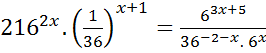 216^{2x} . (1/36)^{x+1} = 6^{3x+5} / 36^{-2-x} . 6^x